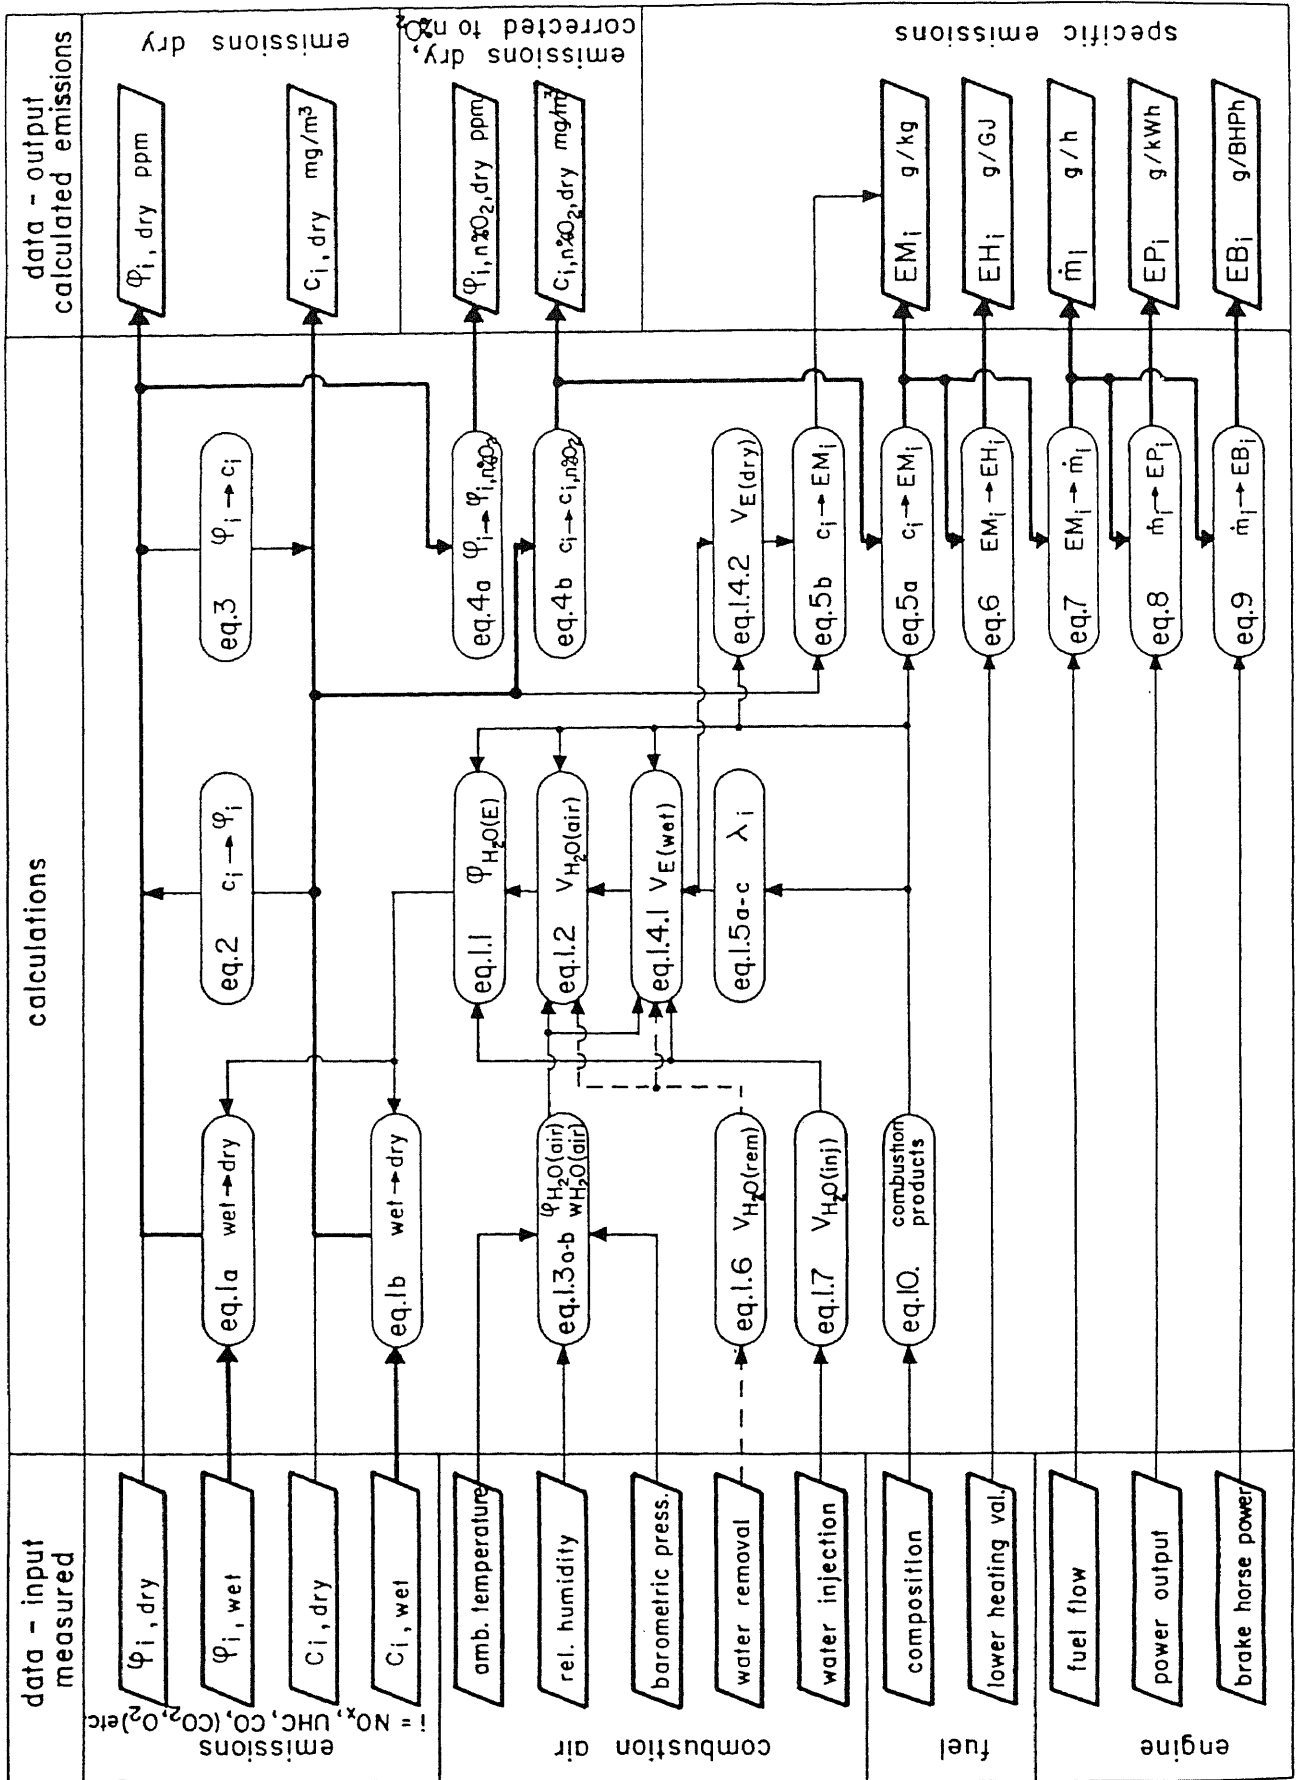 data - input
measured
calculations
data - output
calculated emissions
emissions
i = NOx, UHC, CO, (CO2, O2) etc.
φi, dry
φi, wet
Ci, dry
Ci, wet
combustion air
amb. temperature
rel. humidity
barometric press.
water removal
water injection
fuel
composition
lower heating val.
engine
fuel flow
power output
brake horse power
eq.1a wet→dry
eq.1b wet→dry
eq.1.3a-b φH2O(air)
wH2O(air)
eq.1.6 VH2O(rem)
eq.1.7 VH2O(inj)
eq.10. combustion
products
eq.2 ci→φi
eq.1.1 φH2O(E)
eq.1.2 VH2O(air)
eq.1.4.1 VE(wet)
eq.1.5a-c λi
eq.3 φi→ci
eq.4a φi→φi,n%O2
eq.4b ci→ci,n%O2
eq.1.4.2 VE(dry)
eq.5b ci→EMi
eq.5a ci→EMi
eq.6 EMi→EHi
eq.7 EMi→ṁi
eq.8 ṁi→EPi
eq.9 ṁi→EBi
φi, dry ppm
ci, dry mg/m³
φi,n%O2,dry ppm
ci,n%O2,dry mg/m³
EMi g/kg
EHi g/GJ
ṁi g/h
EPi g/kWh
EBi g/BHPh
emissions dry
emissions dry,
corrected to n%O2
specific emissions